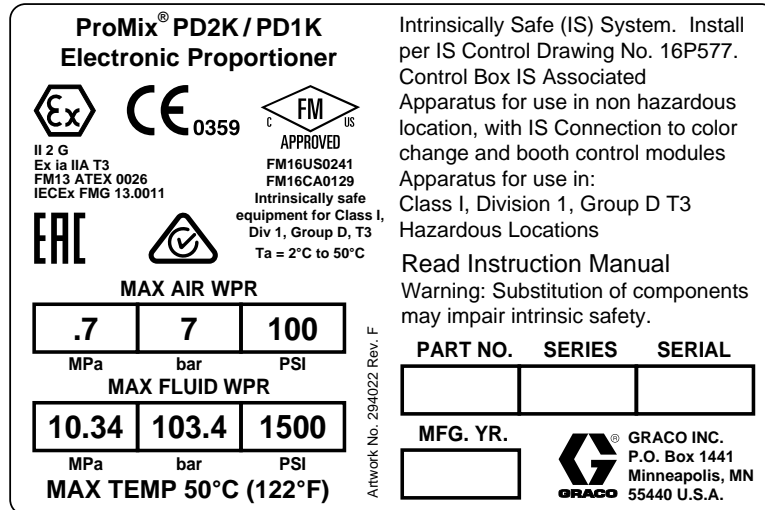 ProMix® PD2K / PD1K
Electronic Proportioner
Ex
CE 0359
FM
C US
APPROVED
II 2 G
Ex ia IIA T3
FM13 ATEX 0026
IECEx FMG 13.0011
FM16US0241
FM16CA0129
Intrinsically safe
equipment for Class I,
Div 1, Group D, T3
Ta = 2°C to 50°C
EAC
MAX AIR WPR
.7 7 100
MPa bar PSI
MAX FLUID WPR
10.34 103.4 1500
MPa bar PSI
MAX TEMP 50°C (122°F)
Artwork No. 294022 Rev. F
Intrinsically Safe (IS) System. Install
per IS Control Drawing No. 16P577.
Control Box IS Associated
Apparatus for use in non hazardous
location, with IS Connection to color
change and booth control modules
Apparatus for use in:
Class I, Division 1, Group D T3
Hazardous Locations
Read Instruction Manual
Warning: Substitution of components
may impair intrinsic safety.
PART NO. SERIES SERIAL
MFG. YR.
G®
GRACO
GRACO INC.
P.O. Box 1441
Minneapolis, MN
55440 U.S.A.